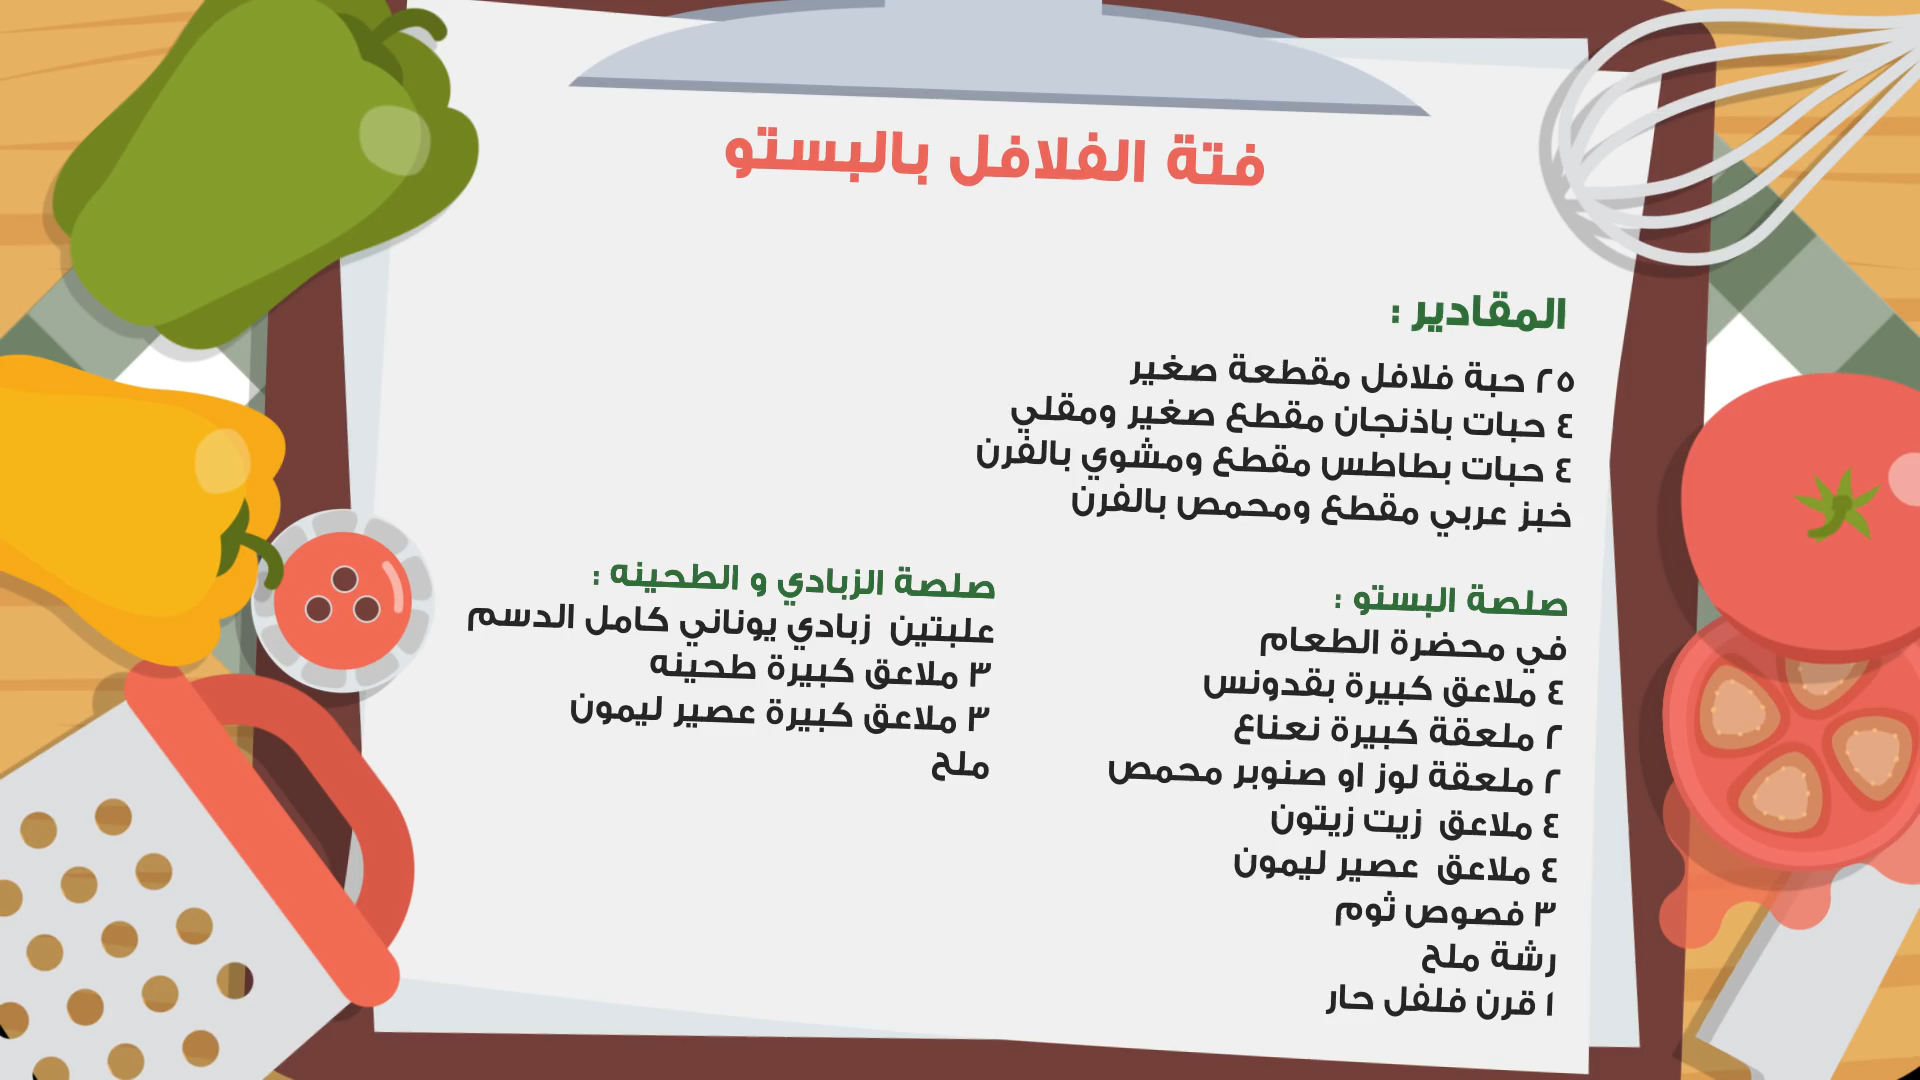 فتة الفلافل بالبستو
المقادير :
٢٥ حبة فلافل مقطعة صغير
٤ حبات باذنجان مقطع صغير ومقلي
٤ حبات بطاطس مقطع ومشوي بالفرن
خبز عربي مقطع ومحمص بالفرن
صلصة البستو :
في محضرة الطعام
٤ ملاعق كبيرة بقدونس
٢ ملعقة كبيرة نعناع
٢ ملعقة لوز او صنوبر محمص
٤ ملاعق زيت زيتون
٤ ملاعق عصير ليمون
٣ فصوص ثوم
رشة ملح
١ قرن فلفل حار
صلصة الزبادي و الطحينه :
علبتين زبادي يوناني كامل الدسم
٣ ملاعق كبيرة طحينه
٣ ملاعق كبيرة عصير ليمون
ملح